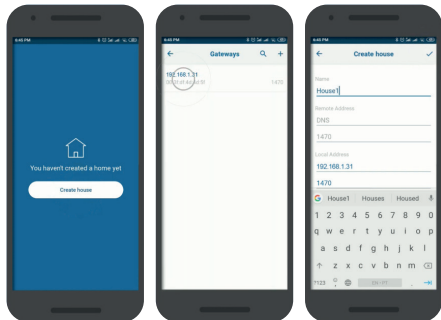 6:45 PM
You haven't created a home yet
Create house
6:45 PM
Gateways
192.168.1.31
1470
6:45 PM
Create house
Name
House1
Remote Address
DNS
1470
Local Address
192.168.1.31
1470
House1 Houses Housed
1 2 3 4 5 6 7 8 9 0
q w e r t y u i o p
a s d f g h j k l
z x c v b n m
?123